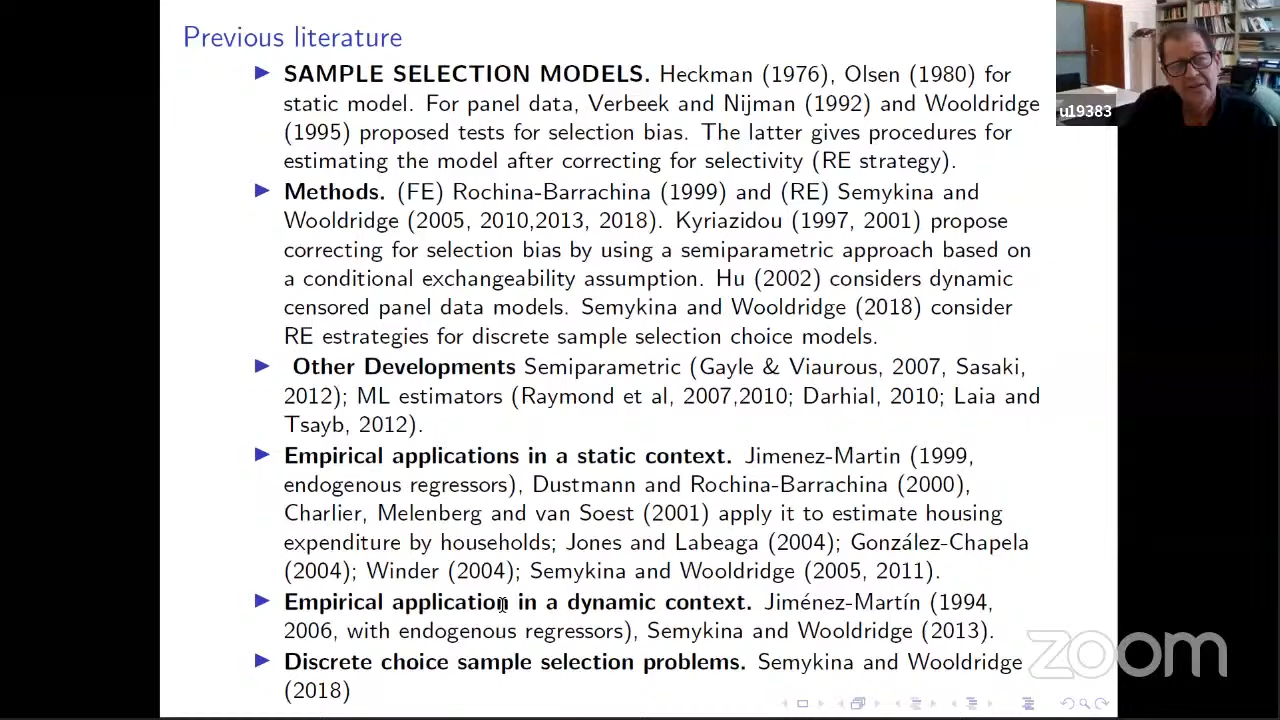 Previous literature
SAMPLE SELECTION MODELS. Heckman (1976), Olsen (1980) for
static model. For panel data, Verbeek and Nijman (1992) and Wooldridge
(1995) proposed tests for selection bias. The latter gives procedures for
estimating the model after correcting for selectivity (RE strategy).
Methods. (FE) Rochina-Barrachina (1999) and (RE) Semykina and
Wooldridge (2005, 2010,2013, 2018). Kyriazidou (1997, 2001) propose
correcting for selection bias by using a semiparametric approach based on
a conditional exchangeability assumption. Hu (2002) considers dynamic
censored panel data models. Semykina and Wooldridge (2018) consider
RE estrategies for discrete sample selection choice models.
Other Developments Semiparametric (Gayle & Viaurous, 2007, Sasaki,
2012); ML estimators (Raymond et al, 2007,2010; Darhial, 2010; Laia and
Tsayb, 2012).
Empirical applications in a static context. Jimenez-Martin (1999,
endogenous regressors), Dustmann and Rochina-Barrachina (2000),
Charlier, Melenberg and van Soest (2001) apply it to estimate housing
expenditure by households; Jones and Labeaga (2004); González-Chapela
(2004); Winder (2004); Semykina and Wooldridge (2005, 2011).
Empirical application in a dynamic context. Jiménez-Martín (1994,
2006, with endogenous regressors), Semykina and Wooldridge (2013).
Discrete choice sample selection problems. Semykina and Wooldridge
(2018)
u19383
zoom